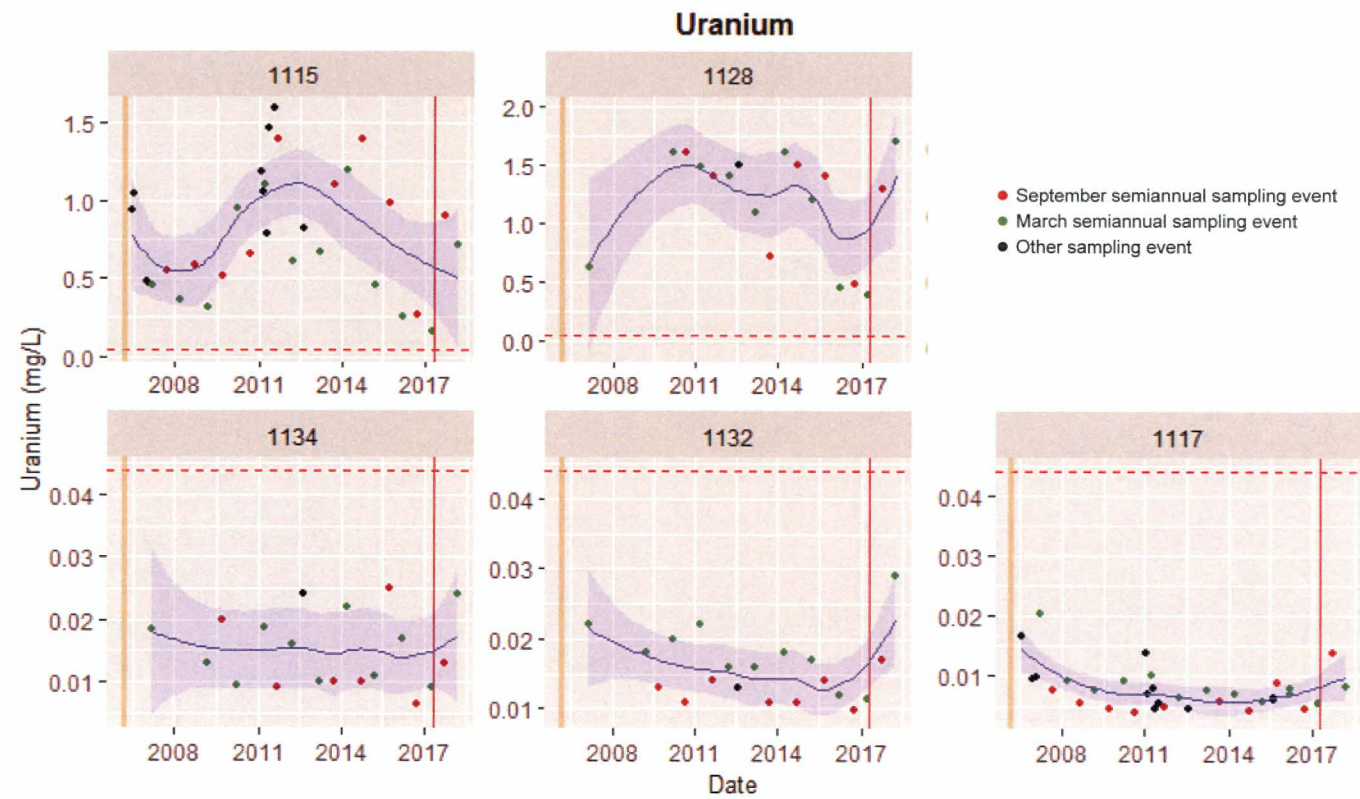 Uranium
1115
1128
2.0
1.5
1.0
0.5
0.0
1.5
1.0
0.5
0.0
2008 2011 2014 2017
2008 2011 2014 2017
September semiannual sampling event
March semiannual sampling event
Other sampling event
Uranium (mg/L)
1134
1132
1117
0.04
0.03
0.02
0.01
0.04
0.03
0.02
0.01
0.04
0.03
0.02
0.01
2008 2011 2014 2017
2008 2011 2014 2017
2008 2011 2014 2017
Date